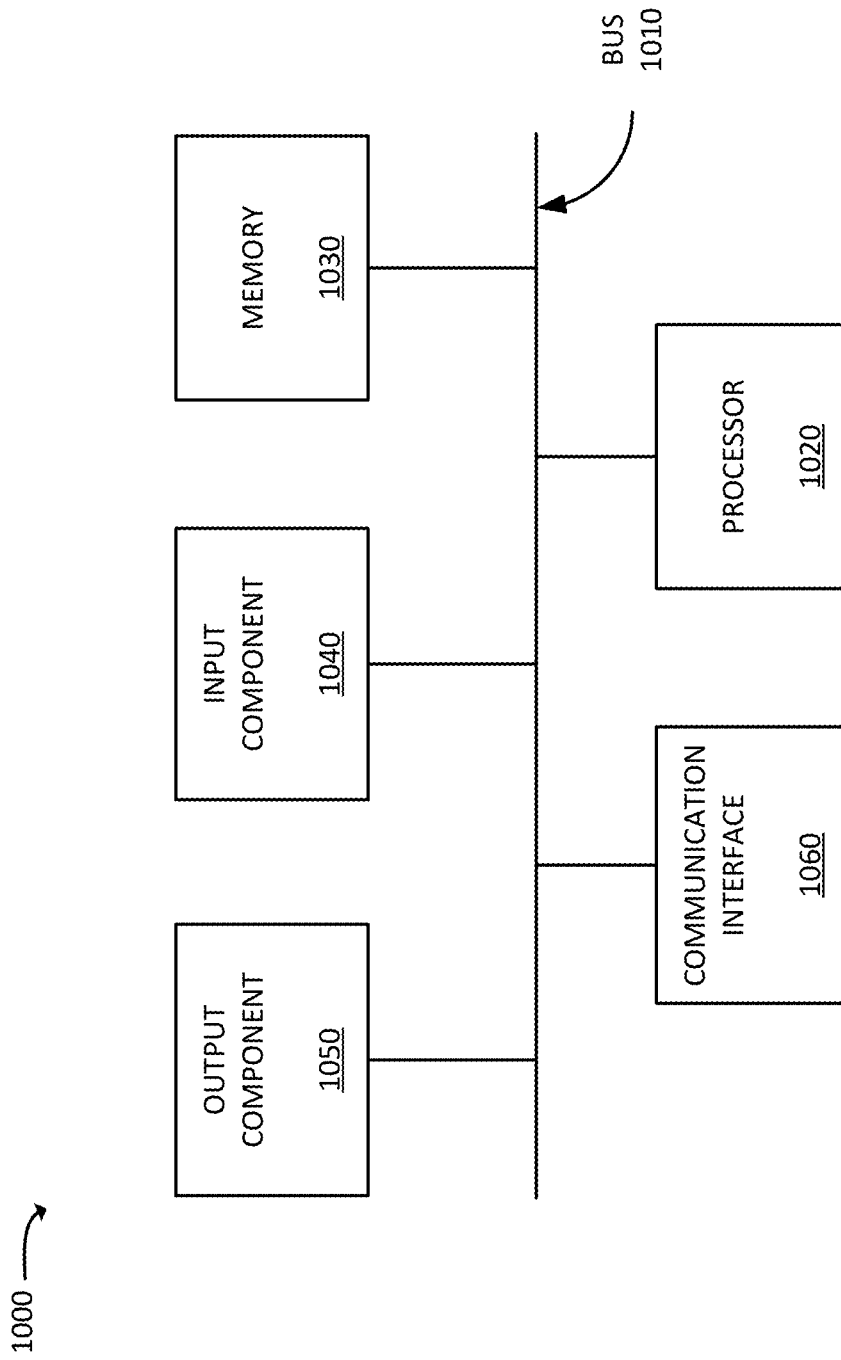 1000
OUTPUT
COMPONENT
1050
INPUT
COMPONENT
1040
MEMORY
1030
BUS
1010
COMMUNICATION
INTERFACE
1060
PROCESSOR
1020